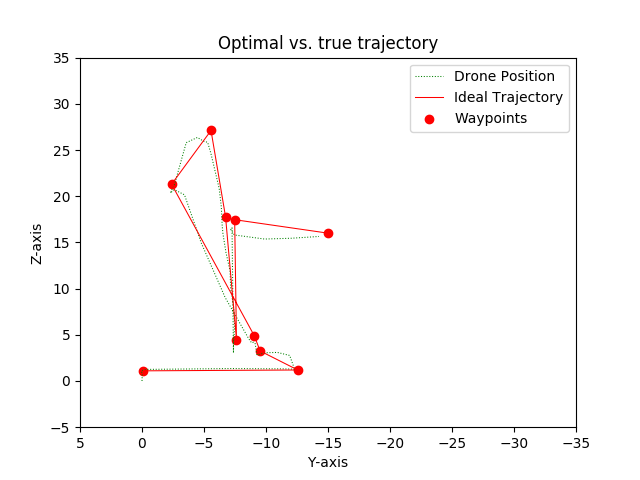 Optimal vs. true trajectory
Drone Position
Ideal Trajectory
Waypoints
35
30
25
20
15
10
5
0
−5
Z-axis
5 0 −5 −10 −15 −20 −25 −30 −35
Y-axis